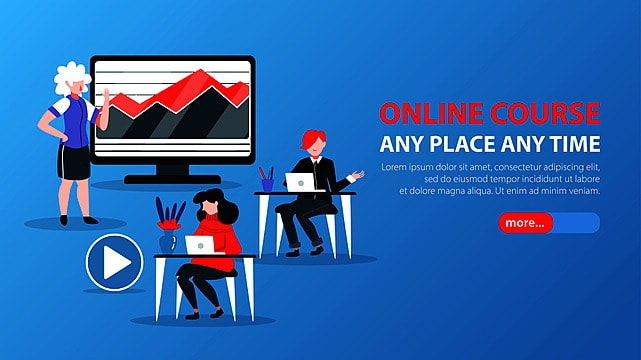 ONLINE COURSE
ANY PLACE ANY TIME
Lorem ipsum dolor sit amet, consectetur adipiscing elit,
sed do eiusmod tempor incididunt ut labore
et dolore magna aliqua. Ut enim ad minim veniam.
more...